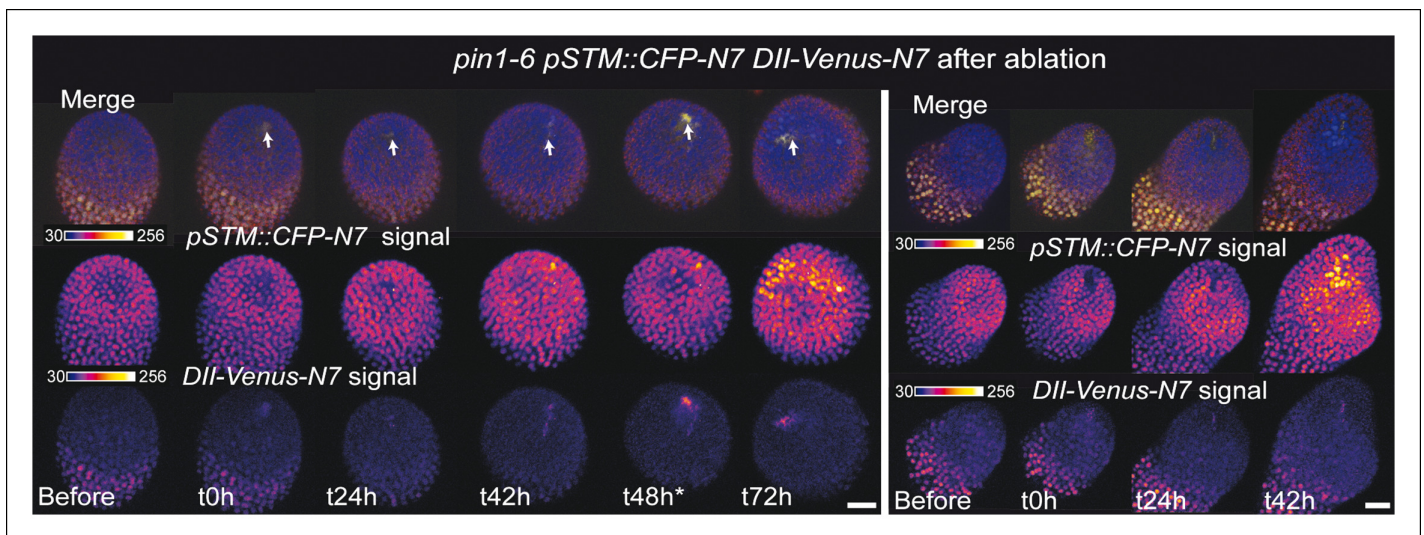 pin1-6 pSTM::CFP-N7 DII-Venus-N7 after ablation
Merge
30 256 pSTM::CFP-N7 signal
30 256 DII-Venus-N7 signal
Before t0h t24h t42h t48h* t72h
Merge
30 256 pSTM::CFP-N7 signal
30 256 DII-Venus-N7 signal
Before t0h t24h t42h